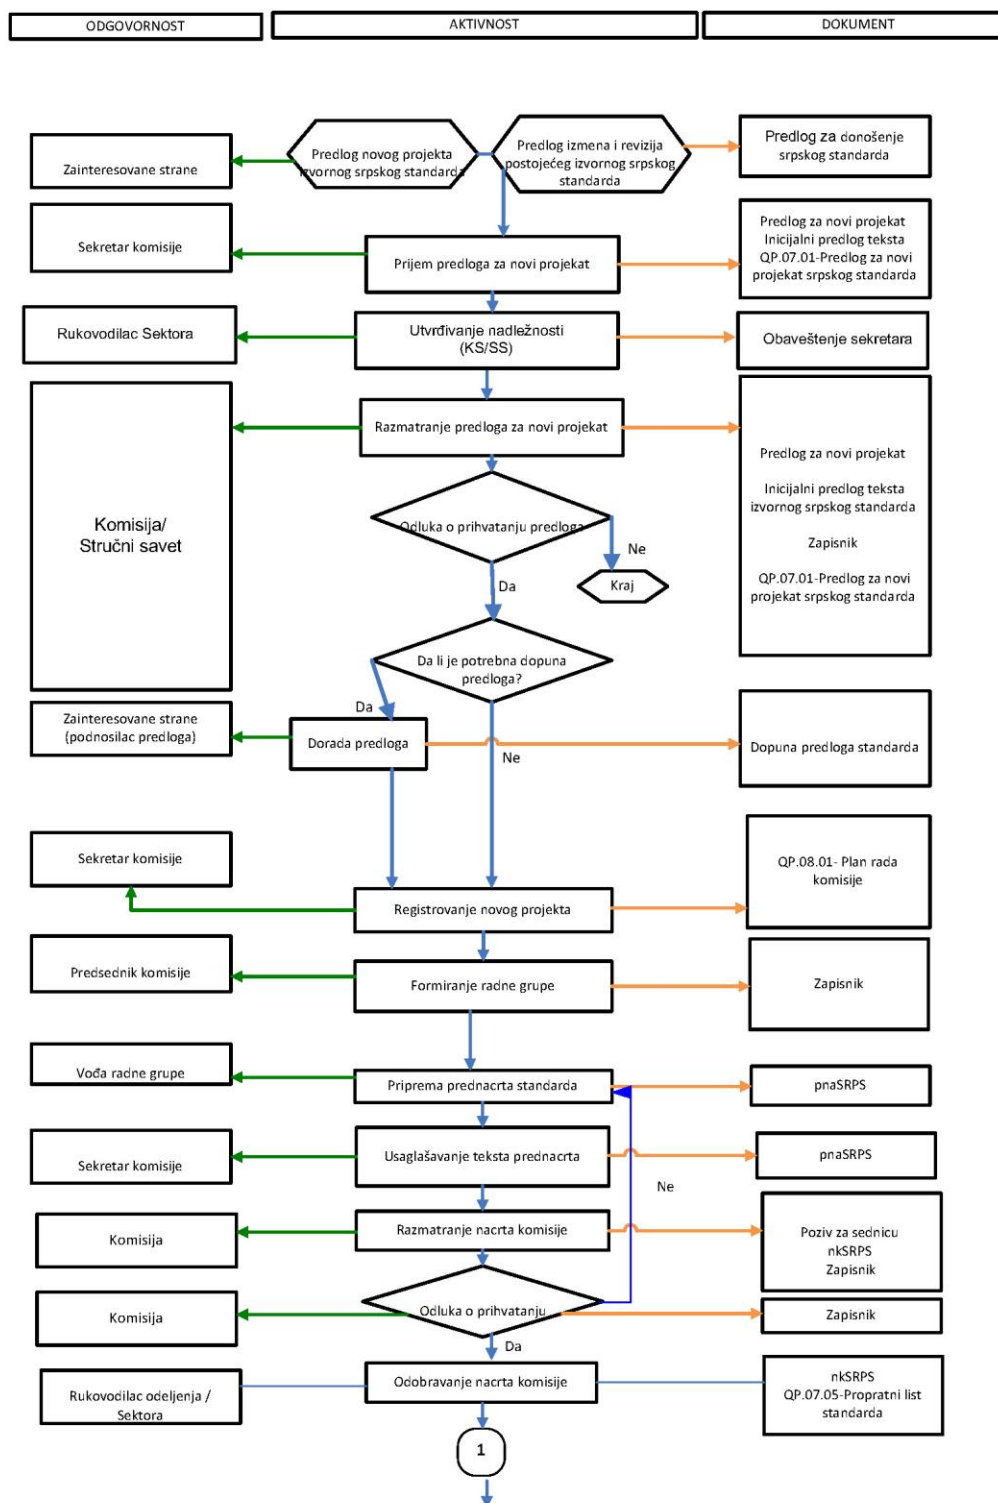 ODGOVORNOST
AKTIVNOST
DOKUMENT
Zainteresovane strane
Predlog novog projekta
izvornog srpskog standarda
Predlog izmena i revizija
postojećeg izvornog srpskog
standarda
Predlog za donošenje
srpskog standarda
Sekretar komisije
Prijem predloga za novi projekat
Predlog za novi projekat
Inicijalni predlog teksta
QP.07.01-Predlog za novi
projekat srpskog standarda
Rukovodilac Sektora
Utvrđivanje nadležnosti
(KS/SS)
Obaveštenje sekretara
Komisija/
Stručni savet
Razmatranje predloga za novi projekat
Predlog za novi projekat
Inicijalni predlog teksta
izvornog srpskog standarda
Zapisnik
QP.07.01-Predlog za novi
projekat srpskog standarda
Odluka o prihvatanju predloga
Ne
Kraj
Da
Da li je potrebna dopuna
predloga?
Da
Ne
Zainteresovane strane
(podnosilac predloga)
Dorada predloga
Dopuna predloga standarda
Sekretar komisije
Registrovanje novog projekta
QP.08.01- Plan rada
komisije
Predsednik komisije
Formiranje radne grupe
Zapisnik
Vođa radne grupe
Priprema prednacrta standarda
pnaSRPS
Sekretar komisije
Usaglašavanje teksta prednacrta
pnaSRPS
Ne
Komisija
Razmatranje nacrta komisije
Poziv za sednicu
nkSRPS
Zapisnik
Komisija
Odluka o prihvatanju
Zapisnik
Da
Rukovodilac odeljenja /
Sektora
Odobravanje nacrta komisije
nkSRPS
QP.07.05-Propratni list
standarda
1